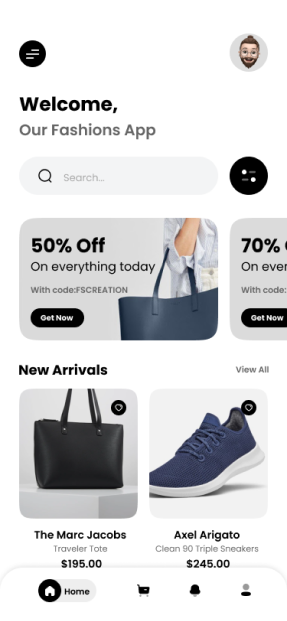 Welcome,
Our Fashions App
Search...
50% Off
On everything today
With code:FSCREATION
Get Now
70%
On ever
With code:
Get Now
New Arrivals
View All
The Marc Jacobs
Traveler Tote
$195.00
Axel Arigato
Clean 90 Triple Sneakers
$245.00
Home